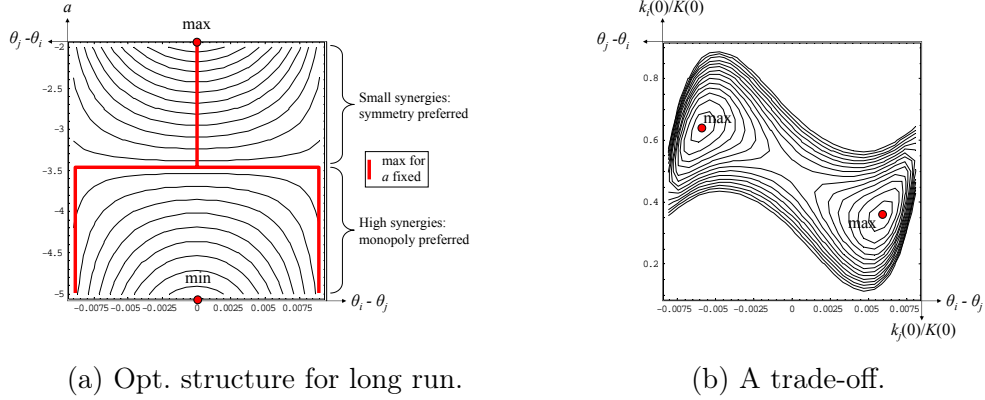 a
max
θj -θi
-2
-2.5
-3
-3.5
-4
-4.5
-5
Small synergies:
symmetry preferred
max for
a fixed
High synergies:
monopoly preferred
min
-0.0075 -0.005 -0.0025 0 0.0025 0.005 0.0075
θi - θj
(a) Opt. structure for long run.
ki(0)/K(0)
θj -θi
0.8
0.6
0.4
0.2
max
max
-0.0075 -0.005 -0.0025 0 0.0025 0.005 0.0075
θi - θj
kj(0)/K(0)
(b) A trade-off.